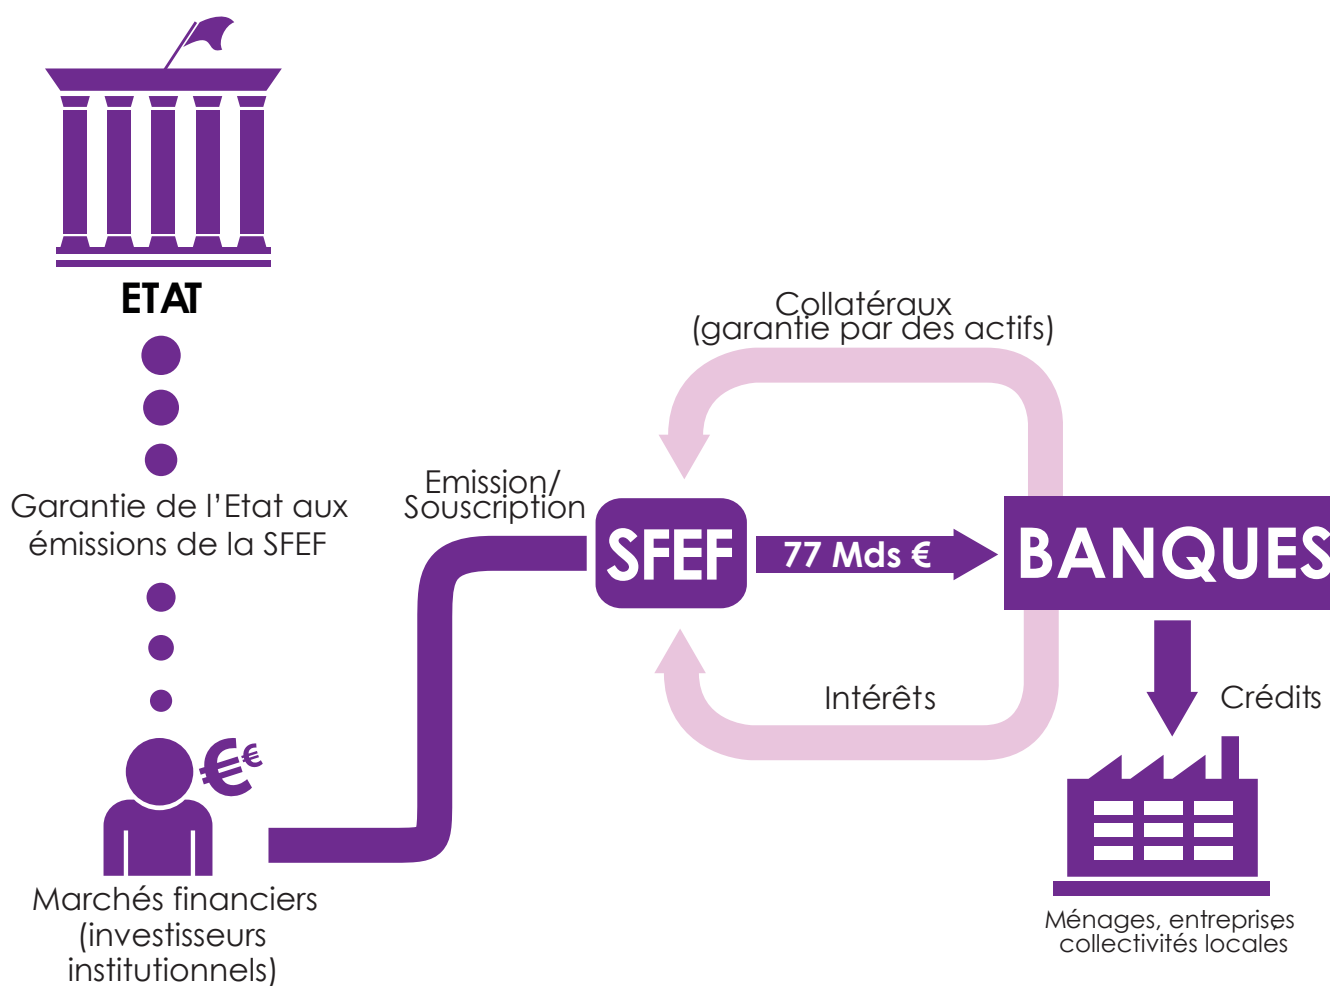 ETAT
Garantie de l’Etat aux
émissions de la SFEF
€€
Marchés financiers
(investisseurs
institutionnels)
Emission/
Souscription
Collatéraux
(garantie par des actifs)
SFEF
77 Mds €
BANQUES
Intérêts
Crédits
Ménages, entreprises
collectivités locales